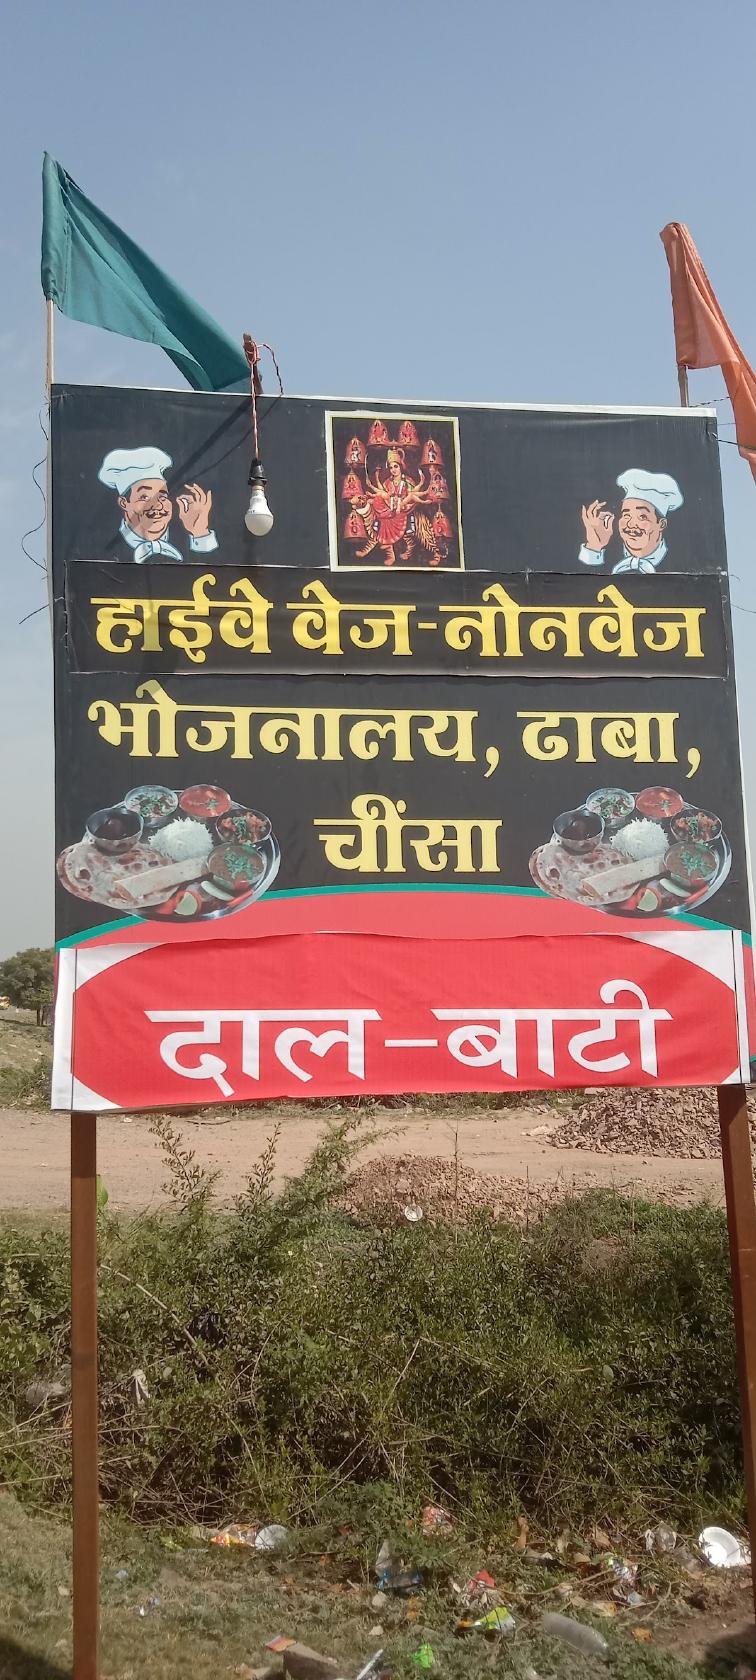 हाईवे वेज-नोनवेज
भोजनालय, ढाबा,
चींसा
दाल-बाटी